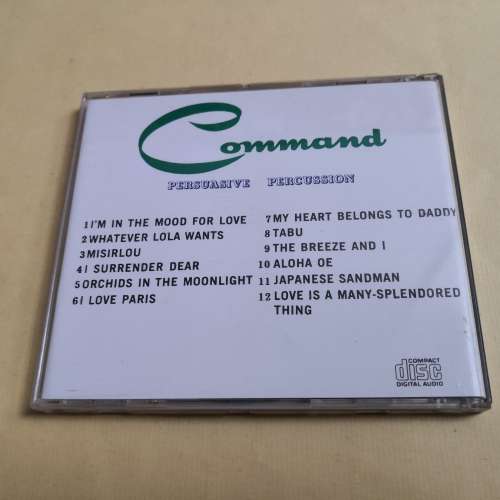 Command
PERSUASIVE PERCUSSION
1 I'M IN THE MOOD FOR LOVE
2 WHATEVER LOLA WANTS
3 MISIRLOU
4 I SURRENDER DEAR
5 ORCHIDS IN THE MOONLIGHT
6 I LOVE PARIS
7 MY HEART BELONGS TO DADDY
8 TABU
9 THE BREEZE AND I
10 ALOHA OE
11 JAPANESE SANDMAN
12 LOVE IS A MANY-SPLENDORED
THING
COMPACT
disc
DIGITAL AUDIO